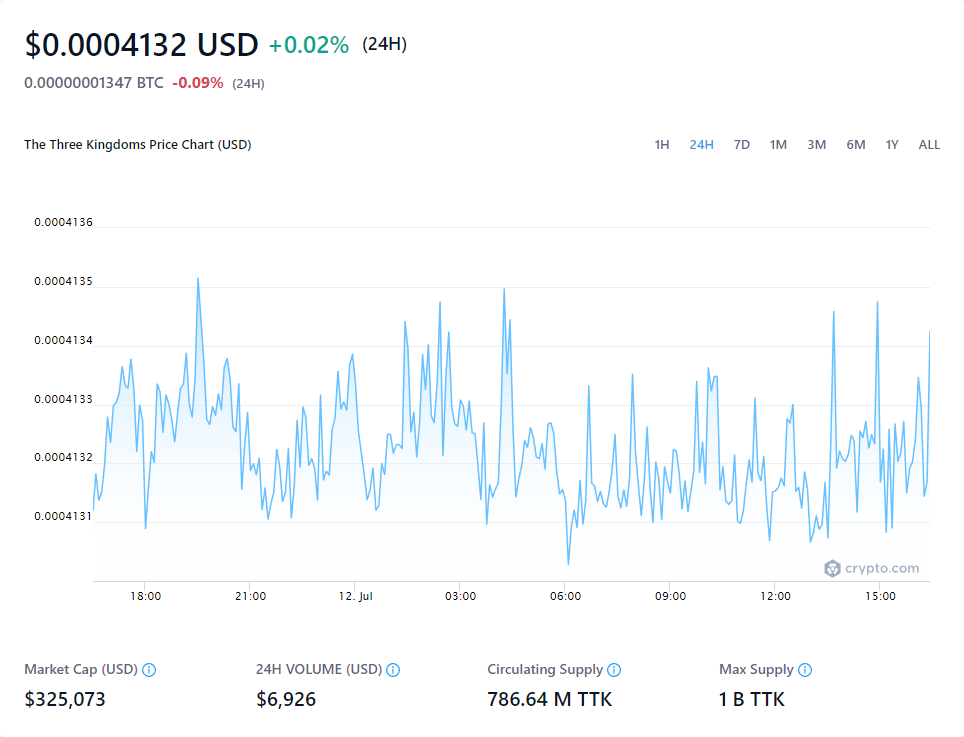 $0.0004132 USD +0.02% (24H)
0.00000001347 BTC -0.09% (24H)
The Three Kingdoms Price Chart (USD) 1H 24H 7D 1M 3M 6M 1Y ALL
0.0004136
0.0004135
0.0004134
0.0004133
0.0004132
0.0004131
crypto.com
18:00 21:00 12. Jul 03:00 06:00 09:00 12:00 15:00
Market Cap (USD) 24H VOLUME (USD) Circulating Supply Max Supply
$325,073 $6,926 786.64 M TTK 1 B TTK